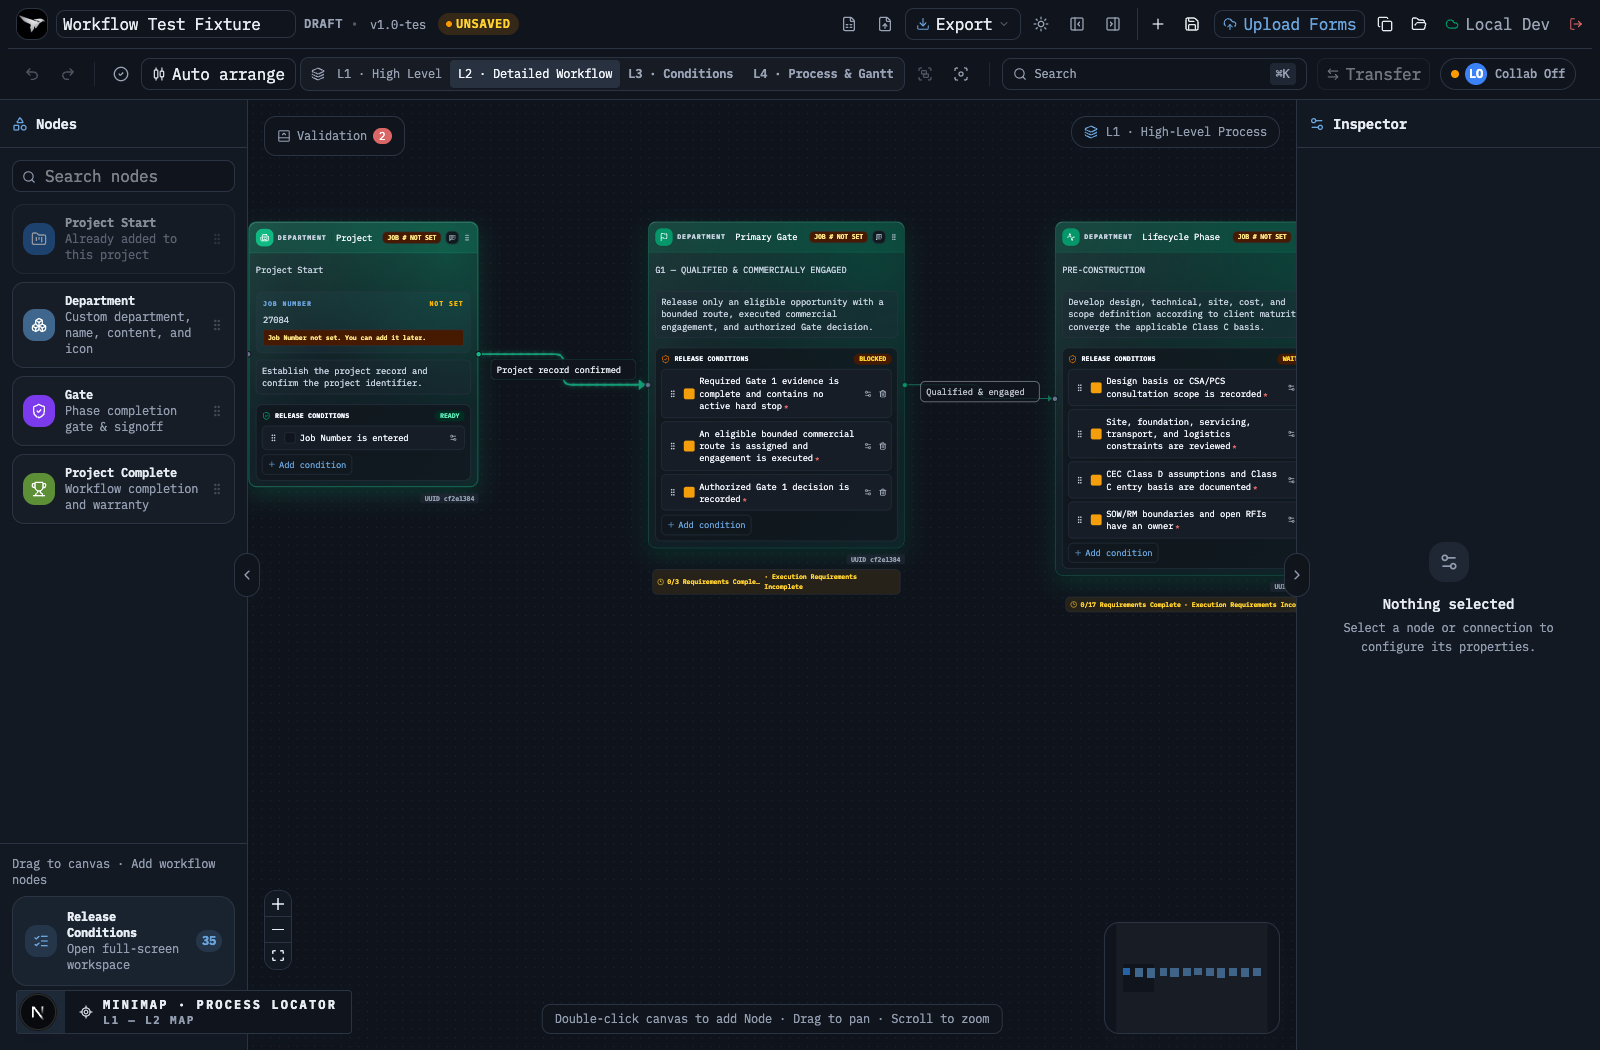 Workflow Test Fixture
DRAFT • v1.0-tes
UNSAVED
Export
Upload Forms
Local Dev
Auto arrange
L1 · High Level
L2 · Detailed Workflow
L3 · Conditions
L4 · Process & Gantt
Search
⌘K
Transfer
LO
Collab Off
Nodes
Search nodes
Project Start
Already added to
this project
Department
Custom department,
name, content, and
icon
Gate
Phase completion
gate & signoff
Project Complete
Workflow completion
and warranty
Drag to canvas · Add workflow
nodes
Release
Conditions
Open full-screen
workspace
35
N
MINIMAP · PROCESS LOCATOR
L1 — L2 MAP
Validation 2
L1 · High-Level Process
DEPARTMENT Project JOB # NOT SET
Project Start
JOB NUMBER NOT SET
27084
Job Number not set. You can add it later.
Establish the project record and
confirm the project identifier.
RELEASE CONDITIONS READY
Job Number is entered
+ Add condition
UUID cf2e1384
Project record confirmed
DEPARTMENT Primary Gate JOB # NOT SET
G1 — QUALIFIED & COMMERCIALLY ENGAGED
Release only an eligible opportunity with a
bounded route, executed commercial
engagement, and authorized Gate decision.
RELEASE CONDITIONS BLOCKED
Required Gate 1 evidence is
complete and contains no
active hard stop *
An eligible bounded commercial
route is assigned and
engagement is executed *
Authorized Gate 1 decision is
recorded *
+ Add condition
UUID cf2e1384
0/3 Requirements Comple… · Execution Requirements
Incomplete
Qualified & engaged
DEPARTMENT Lifecycle Phase JOB # NOT SET
PRE-CONSTRUCTION
Develop design, technical, site, cost, and
scope definition according to client maturit
converge the applicable Class C basis.
RELEASE CONDITIONS WAIT
Design basis or CSA/PCS
consultation scope is recorded *
Site, foundation, servicing,
transport, and logistics
constraints are reviewed *
CEC Class D assumptions and Class
C entry basis are documented *
SOW/RM boundaries and open RFIs
have an owner *
+ Add condition
UUI
0/17 Requirements Complete · Execution Requirements Inco
Double-click canvas to add Node · Drag to pan · Scroll to zoom
Inspector
Nothing selected
Select a node or connection to
configure its properties.